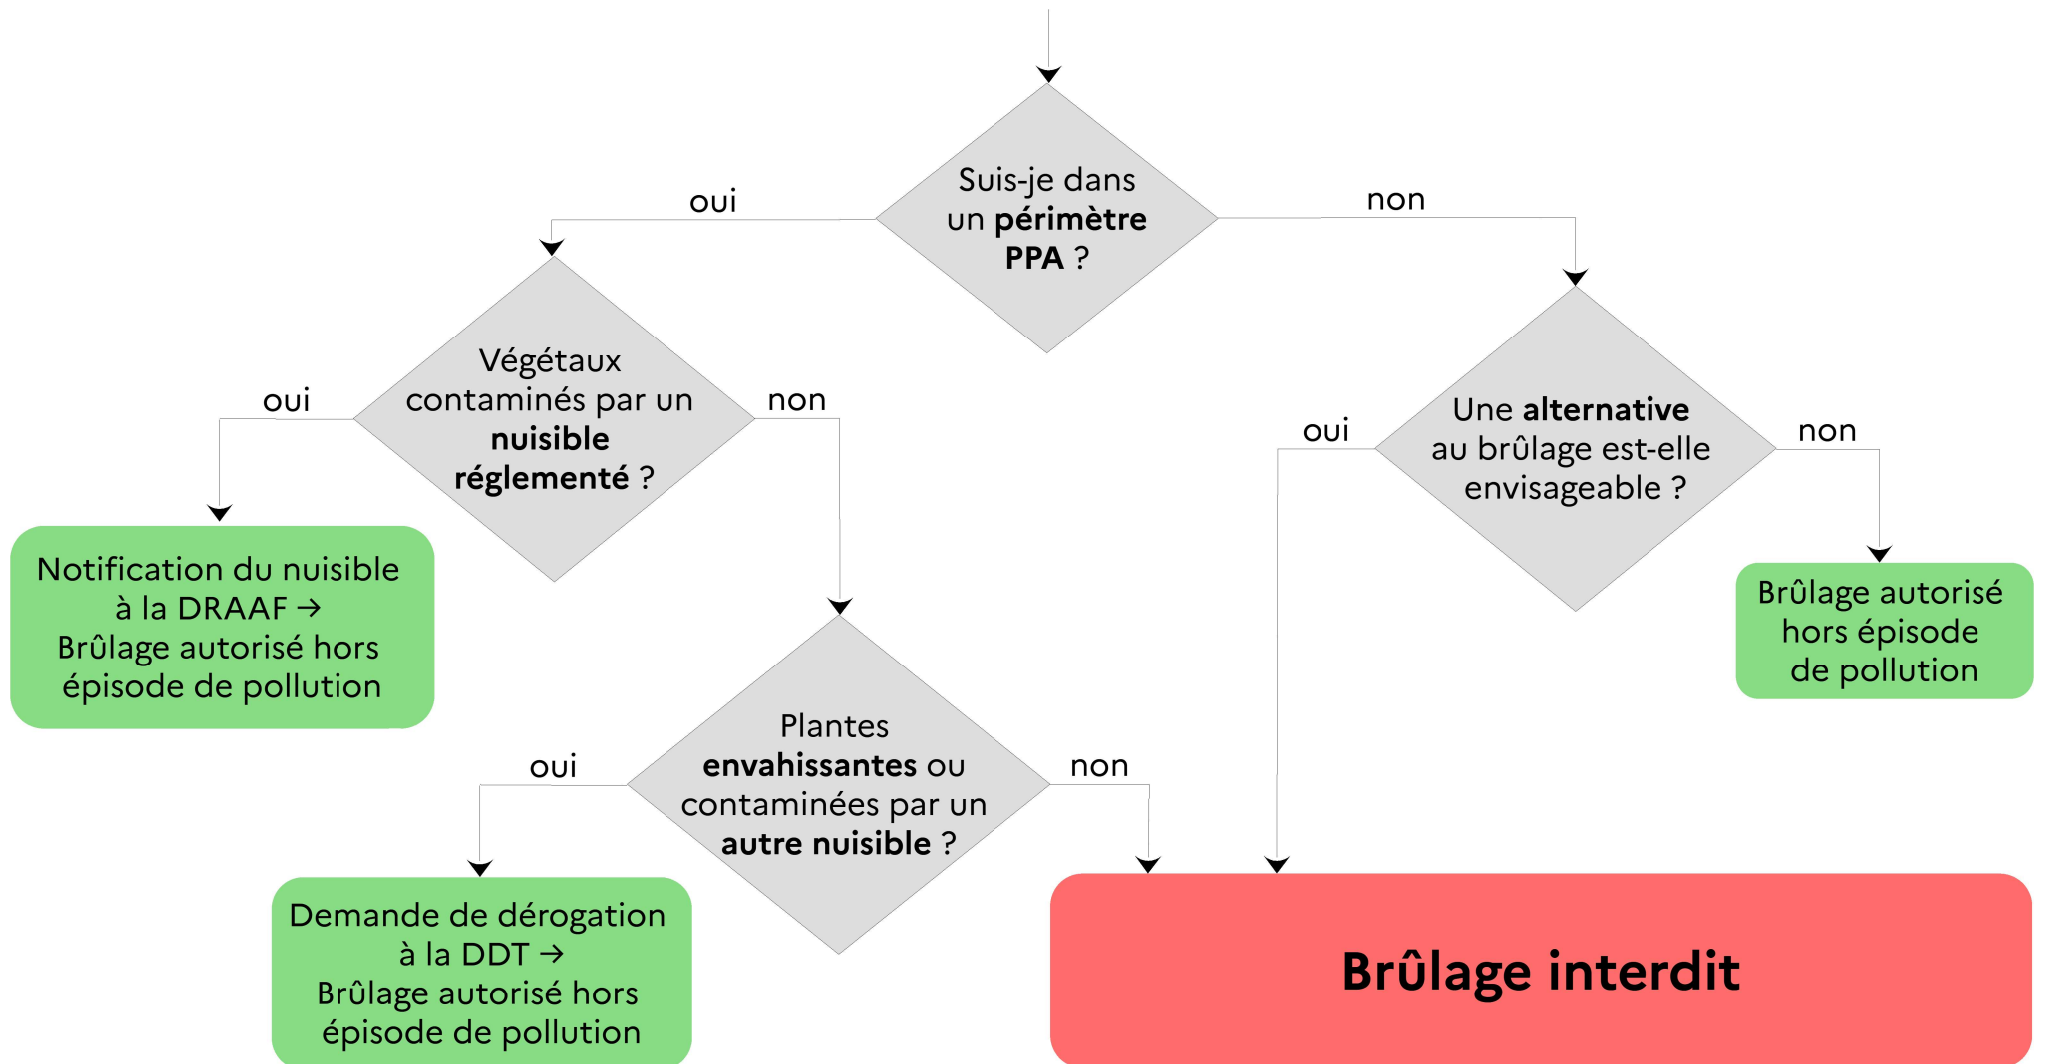 Suis-je dans
un périmètre
PPA ?
oui
non
Végétaux
contaminés par un
nuisible
réglementé ?
oui
non
Une alternative
au brûlage est-elle
envisageable ?
oui
non
Notification du nuisible
à la DRAAF →
Brûlage autorisé hors
épisode de pollution
Brûlage autorisé
hors épisode
de pollution
Plantes
envahissantes ou
contaminées par un
autre nuisible ?
oui
non
Demande de dérogation
à la DDT →
Brûlage autorisé hors
épisode de pollution
Brûlage interdit